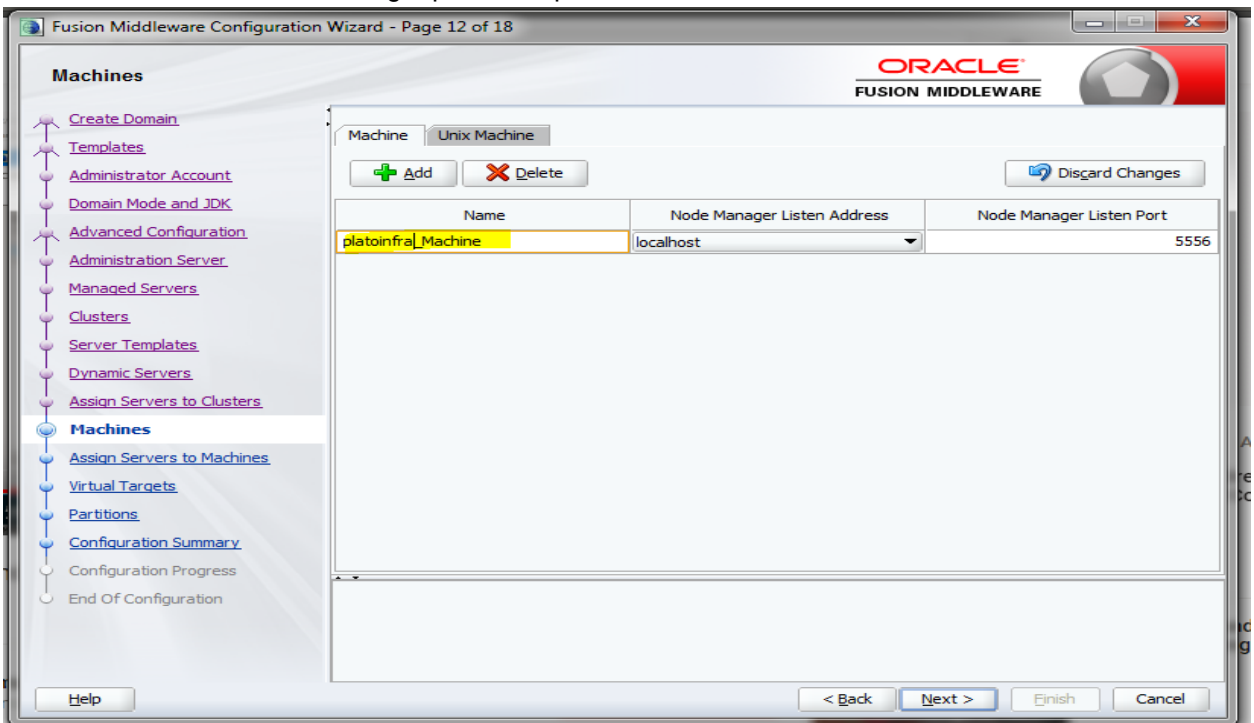 Fusion Middleware Configuration Wizard - Page 12 of 18
Machines
ORACLE
FUSION MIDDLEWARE
Create Domain
Templates
Administrator Account
Domain Mode and JDK
Advanced Configuration
Administration Server
Managed Servers
Clusters
Server Templates
Dynamic Servers
Assign Servers to Clusters
Machines
Assign Servers to Machines
Virtual Targets
Partitions
Configuration Summary
Configuration Progress
End Of Configuration
Machine Unix Machine
Add Delete Discard Changes
Name Node Manager Listen Address Node Manager Listen Port
platoinfra_Machine localhost 5556
Help < Back Next > Finish Cancel